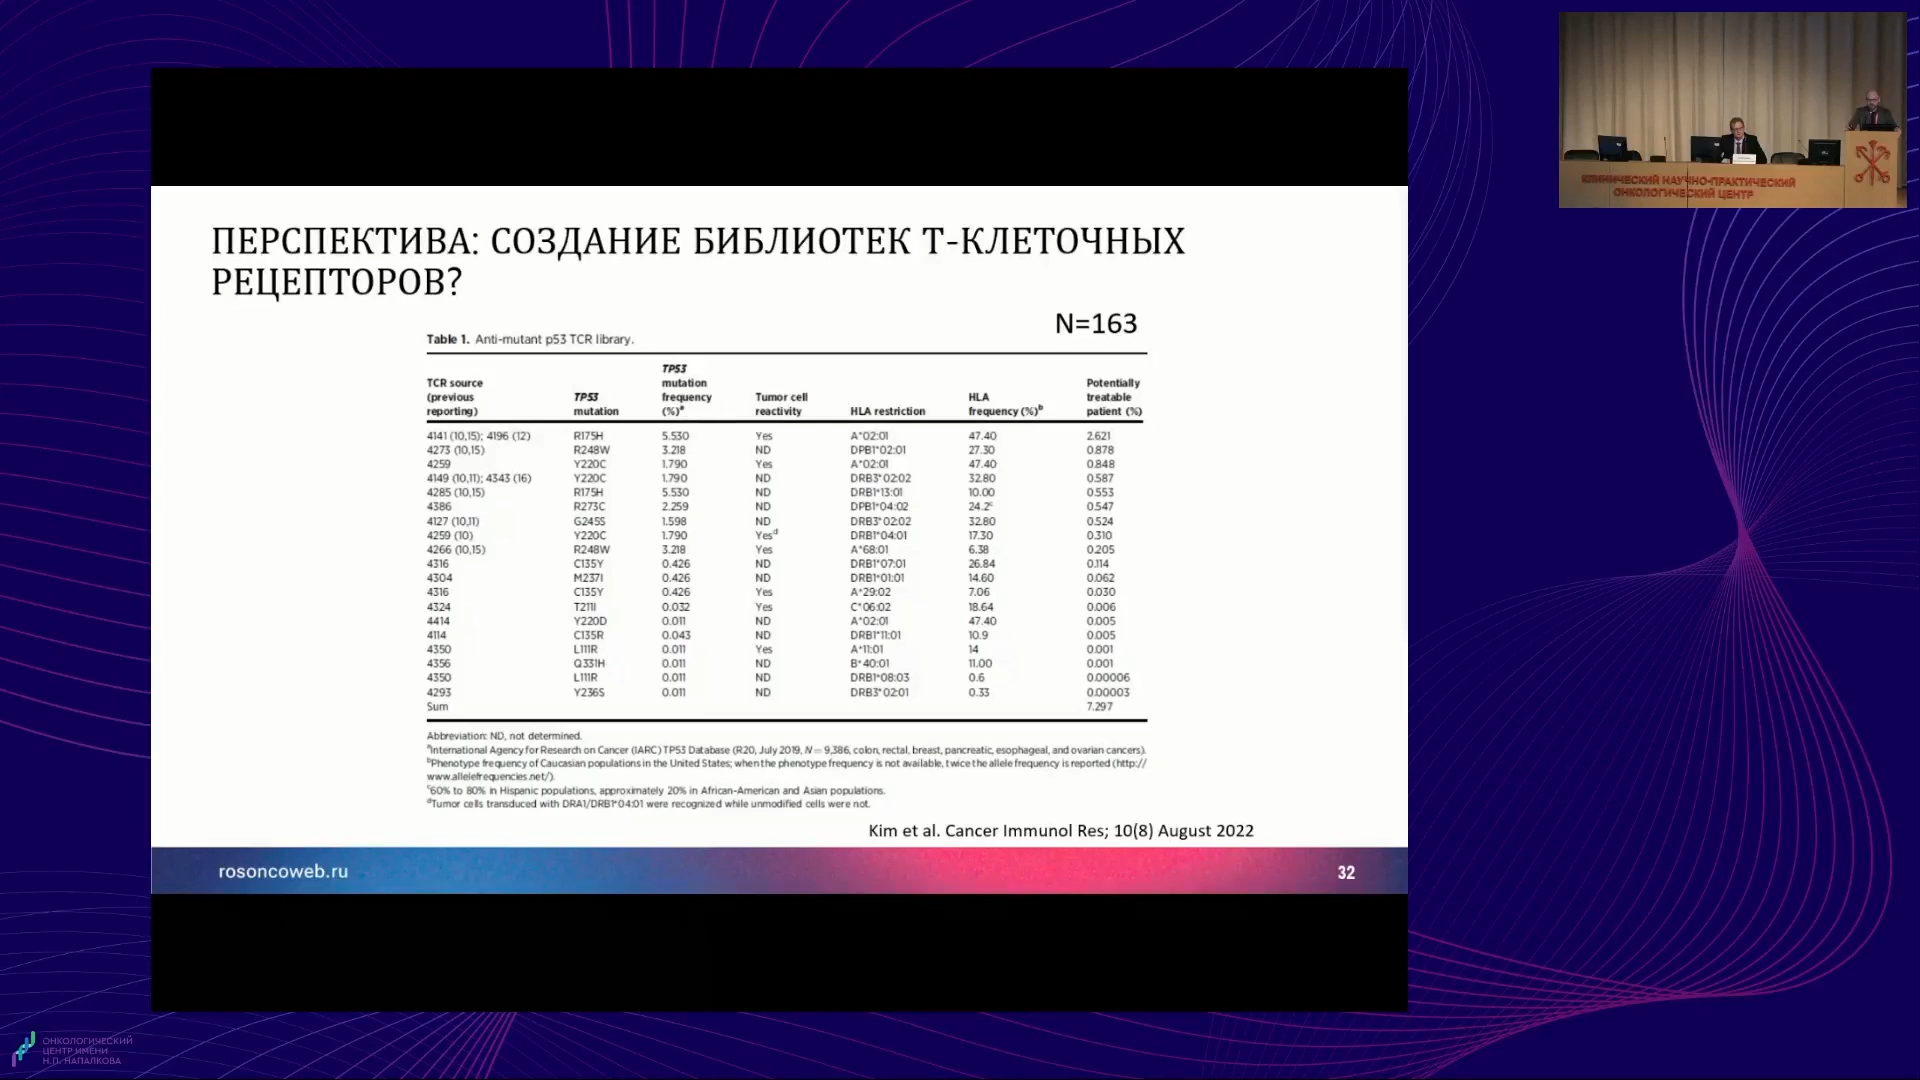 КЛИНИЧЕСКИЙ НАУЧНО-ПРАКТИЧЕСКИЙ
ОНКОЛОГИЧЕСКИЙ ЦЕНТР
ПЕРСПЕКТИВА: СОЗДАНИЕ БИБЛИОТЕК Т-КЛЕТОЧНЫХ
РЕЦЕПТОРОВ?
N=163
Table 1. Anti-mutant p53 TCR library.
TCR source (previous reporting) TP53 mutation TP53 mutation frequency (%)a Tumor cell reactivity HLA restriction HLA frequency (%)b Potentially treatable patient (%)
4141 (10,15); 4196 (12) R175H 5.530 Yes A*02:01 47.40 2.621
4273 (10,15) R248W 3.218 ND DPB1*02:01 27.30 0.878
4259 Y220C 1.790 Yes A*02:01 47.40 0.848
4149 (10,11); 4343 (16) Y220C 1.790 ND DRB3*02:02 32.80 0.587
4285 (10,15) R175H 5.530 ND DRB1*13:01 10.00 0.553
4386 R273C 2.259 ND DPB1*04:02 24.2c 0.547
4127 (10,11) G245S 1.598 ND DRB3*02:02 32.80 0.524
4259 (10) Y220C 1.790 Yesd DRB1*04:01 17.30 0.310
4266 (10,15) R248W 3.218 Yes A*68:01 6.38 0.205
4316 C135Y 0.426 ND DRB1*07:01 26.84 0.114
4304 M237I 0.426 ND DRB1*01:01 14.60 0.062
4316 C135Y 0.426 Yes A*29:02 7.06 0.030
4324 T211I 0.032 Yes C*06:02 18.64 0.006
4414 Y220D 0.011 ND A*02:01 47.40 0.005
4114 C135R 0.043 ND DRB1*11:01 10.9 0.005
4350 L111R 0.011 Yes A*11:01 14 0.001
4356 Q331H 0.011 ND B*40:01 11.00 0.001
4350 L111R 0.011 ND DRB1*08:03 0.6 0.00006
4293 Y236S 0.011 ND DRB3*02:01 0.33 0.00003
Sum 7.297
Abbreviation: ND, not determined.
aInternational Agency for Research on Cancer (IARC) TP53 Database (R20, July 2019, N = 9,386, colon, rectal, breast, pancreatic, esophageal, and ovarian cancers).
bPhenotype frequency of Caucasian populations in the United States; when the phenotype frequency is not available, twice the allele frequency is reported (http://
www.allelefrequencies.net/).
c60% to 80% in Hispanic populations, approximately 20% in African-American and Asian populations.
dTumor cells transduced with DRA1/DRB1*04:01 were recognized while unmodified cells were not.
Kim et al. Cancer Immunol Res; 10(8) August 2022
rosoncoweb.ru
32
ОНКОЛОГИЧЕСКИЙ
ЦЕНТР ИМЕНИ
Н.П. НАПАЛКОВА